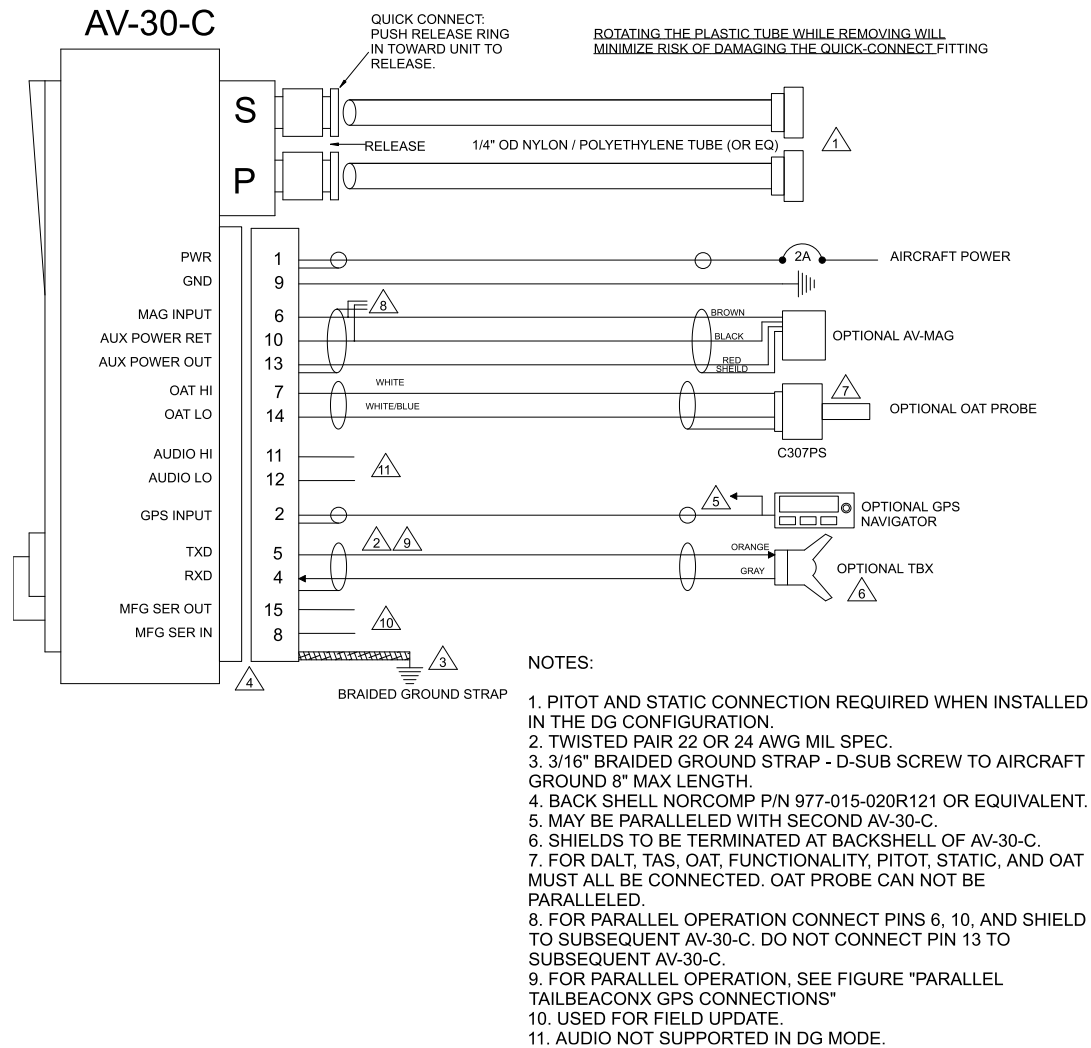 AV-30-C
QUICK CONNECT:
PUSH RELEASE RING
IN TOWARD UNIT TO
RELEASE.
ROTATING THE PLASTIC TUBE WHILE REMOVING WILL
MINIMIZE RISK OF DAMAGING THE QUICK-CONNECT FITTING
S
RELEASE
1/4" OD NYLON / POLYETHYLENE TUBE (OR EQ)
1
P
PWR 1 2A AIRCRAFT POWER
GND 9
MAG INPUT 6 8 BROWN
AUX POWER RET 10 BLACK OPTIONAL AV-MAG
AUX POWER OUT 13 RED
SHEILD
OAT HI 7 WHITE 7
OAT LO 14 WHITE/BLUE OPTIONAL OAT PROBE
C307PS
AUDIO HI 11
11
AUDIO LO 12
GPS INPUT 2 5 OPTIONAL GPS
NAVIGATOR
TXD 5 2 9 ORANGE
RXD 4 GRAY OPTIONAL TBX
6
MFG SER OUT 15
10
MFG SER IN 8
3
4
BRAIDED GROUND STRAP
NOTES:
1. PITOT AND STATIC CONNECTION REQUIRED WHEN INSTALLED
IN THE DG CONFIGURATION.
2. TWISTED PAIR 22 OR 24 AWG MIL SPEC.
3. 3/16" BRAIDED GROUND STRAP - D-SUB SCREW TO AIRCRAFT
GROUND 8" MAX LENGTH.
4. BACK SHELL NORCOMP P/N 977-015-020R121 OR EQUIVALENT.
5. MAY BE PARALLELED WITH SECOND AV-30-C.
6. SHIELDS TO BE TERMINATED AT BACKSHELL OF AV-30-C.
7. FOR DALT, TAS, OAT, FUNCTIONALITY, PITOT, STATIC, AND OAT
MUST ALL BE CONNECTED. OAT PROBE CAN NOT BE
PARALLELED.
8. FOR PARALLEL OPERATION CONNECT PINS 6, 10, AND SHIELD
TO SUBSEQUENT AV-30-C. DO NOT CONNECT PIN 13 TO
SUBSEQUENT AV-30-C.
9. FOR PARALLEL OPERATION, SEE FIGURE "PARALLEL
TAILBEACONX GPS CONNECTIONS"
10. USED FOR FIELD UPDATE.
11. AUDIO NOT SUPPORTED IN DG MODE.